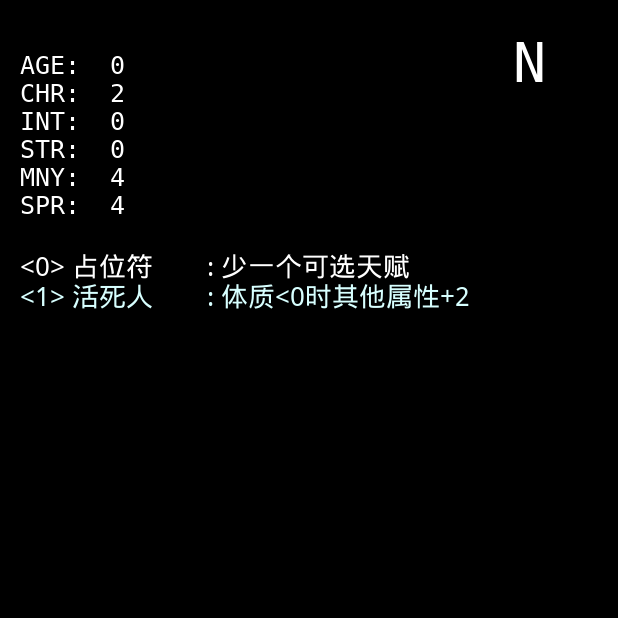 N
AGE: 0
CHR: 2
INT: 0
STR: 0
MNY: 4
SPR: 4
<0> 占位符 : 少一个可选天赋
<1> 活死人 : 体质<0时其他属性+2